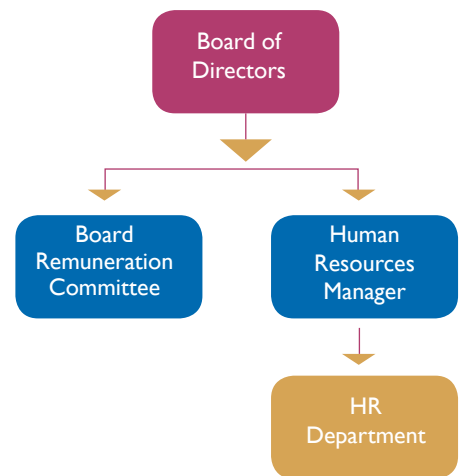 Board of
Directors
Board
Remuneration
Committee
Human
Resources
Manager
HR
Department